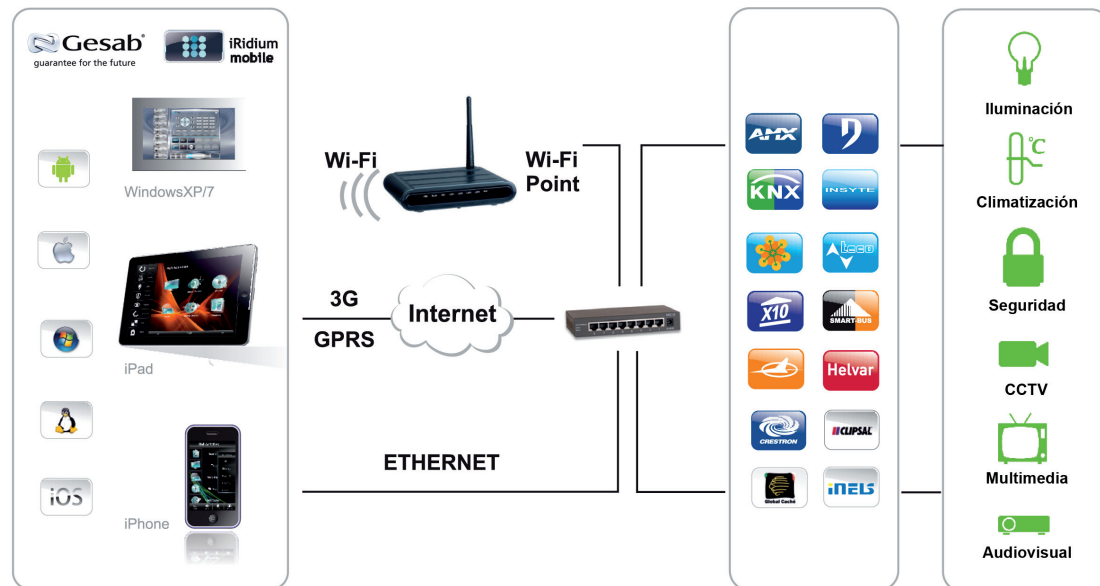 Gesab®
guarantee for the future
iRidium
mobile
WindowsXP/7
iPad
iOS
iPhone
Wi-Fi
Wi-Fi
Point
3G
GPRS
Internet
ETHERNET
AMX
KNX
INSYTE
teco
X10
SMART-BUS
Helvar
CRESTRON
CLIPSAL
Global Caché
iNELS
Iluminación
°C
Climatización
Seguridad
CCTV
Multimedia
Audiovisual